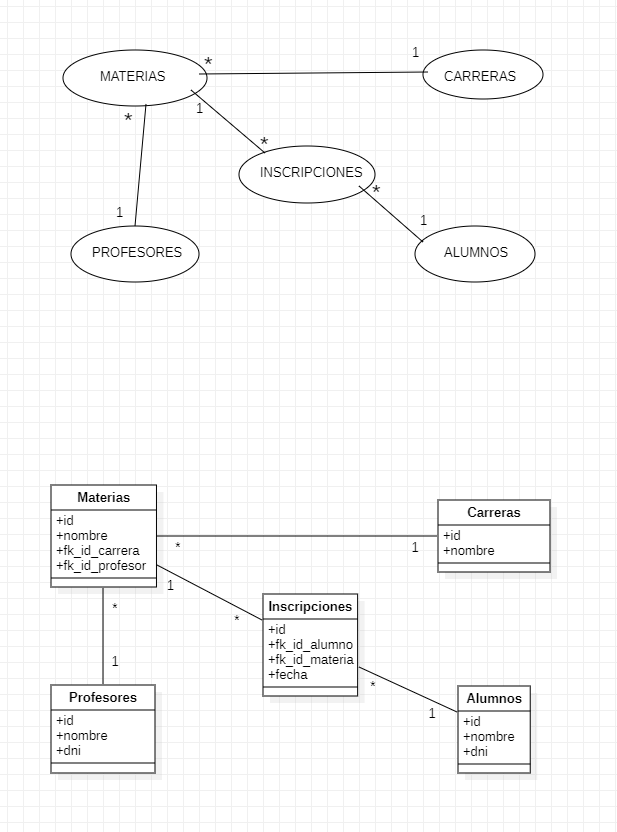 * 1
MATERIAS CARRERAS
* 1
*
INSCRIPCIONES
*
1 1
PROFESORES ALUMNOS
Materias
+id
+nombre
+fk_id_carrera
+fk_id_profesor
Carreras
+id
+nombre
* 1
1
*
* 
1
Inscripciones
+id
+fk_id_alumno
+fk_id_materia
+fecha
*
1
Profesores
+id
+nombre
+dni
Alumnos
+id
+nombre
+dni